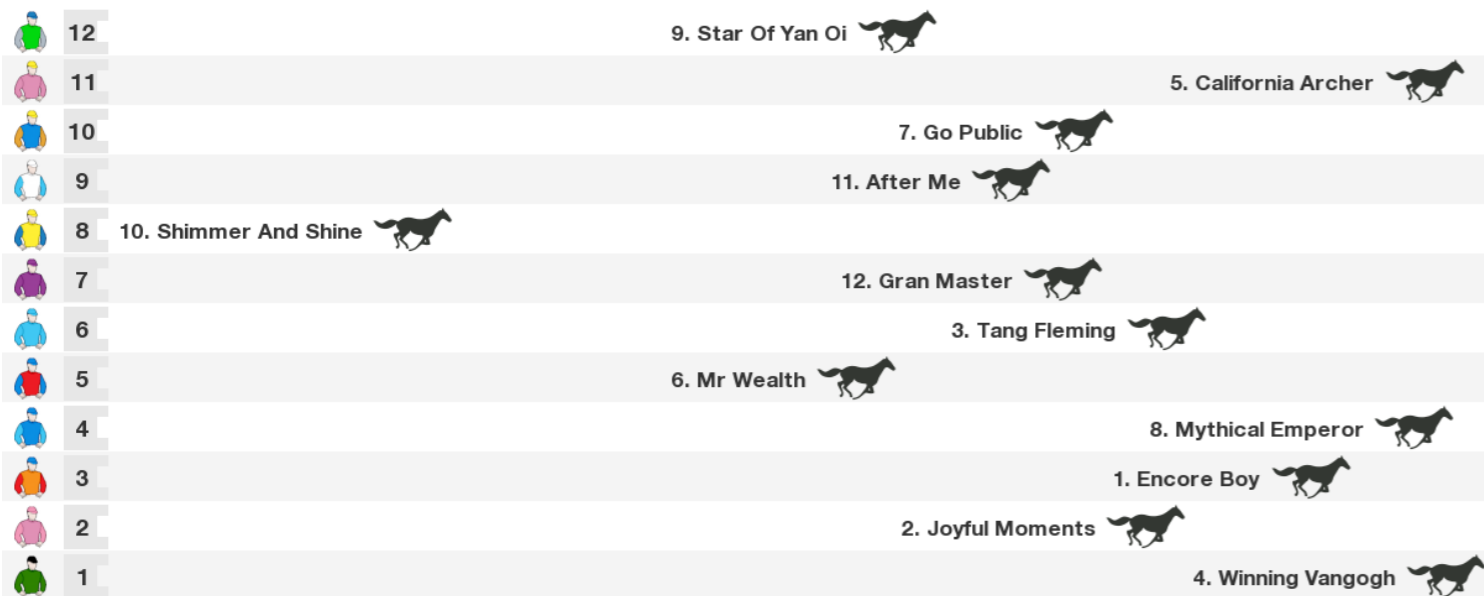 12 9. Star Of Yan Oi
11 5. California Archer
10 7. Go Public
9 11. After Me
8 10. Shimmer And Shine
7 12. Gran Master
6 3. Tang Fleming
5 6. Mr Wealth
4 8. Mythical Emperor
3 1. Encore Boy
2 2. Joyful Moments
1 4. Winning Vangogh